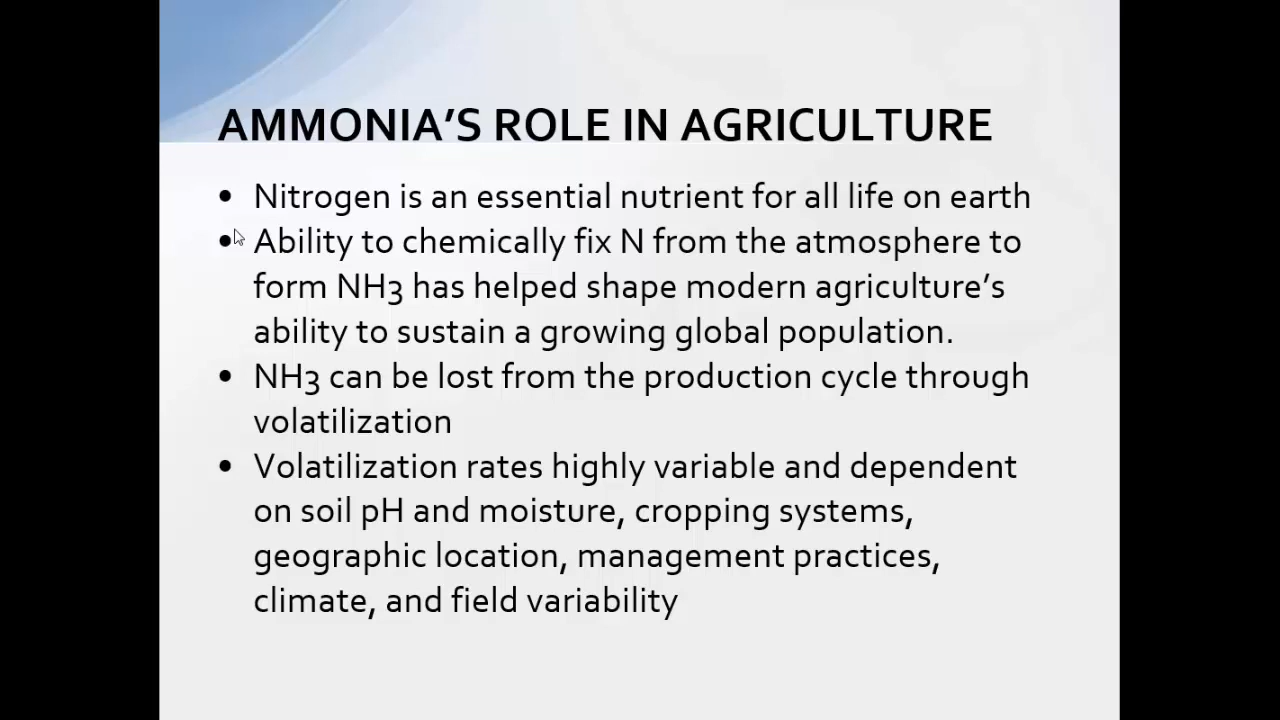 AMMONIA’S ROLE IN AGRICULTURE
• Nitrogen is an essential nutrient for all life on earth
• Ability to chemically fix N from the atmosphere to
form NH3 has helped shape modern agriculture’s
ability to sustain a growing global population.
• NH3 can be lost from the production cycle through
volatilization
• Volatilization rates highly variable and dependent
on soil pH and moisture, cropping systems,
geographic location, management practices,
climate, and field variability